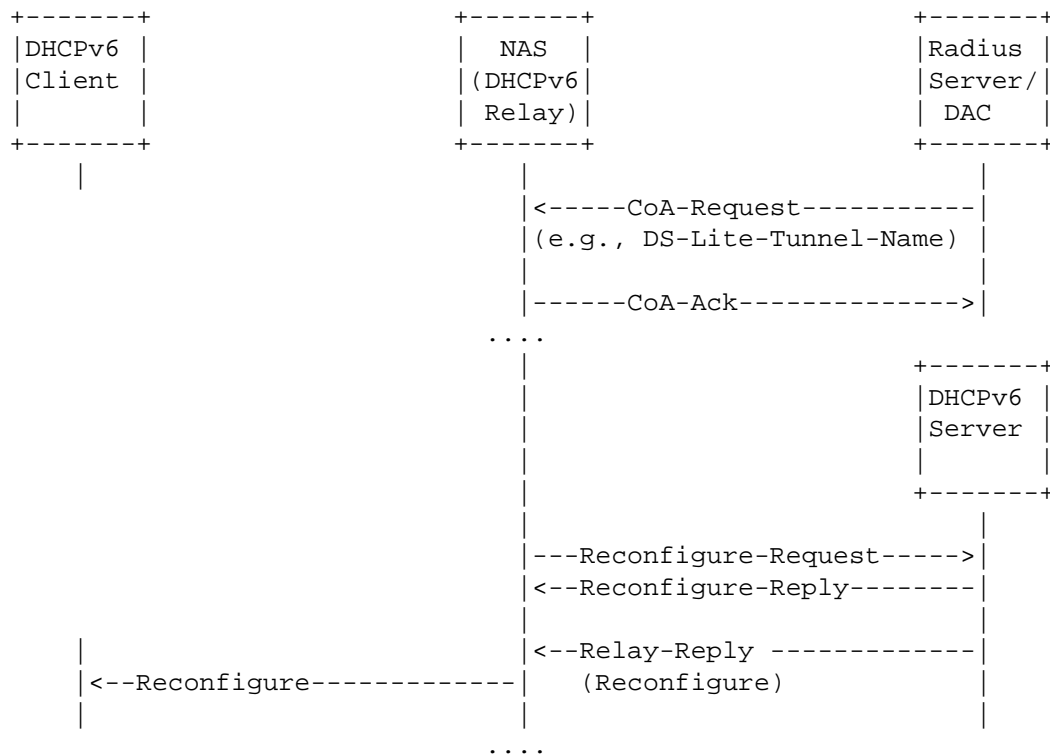 DHCPv6 Client
NAS (DHCPv6 Relay)
Radius Server/ DAC
<-----CoA-Request-----------
(e.g., DS-Lite-Tunnel-Name)
------CoA-Ack-------------->
....
DHCPv6 Server
---Reconfigure-Request----->
<--Reconfigure-Reply--------
<--Relay-Reply -------------
<--Reconfigure------------- (Reconfigure)
....